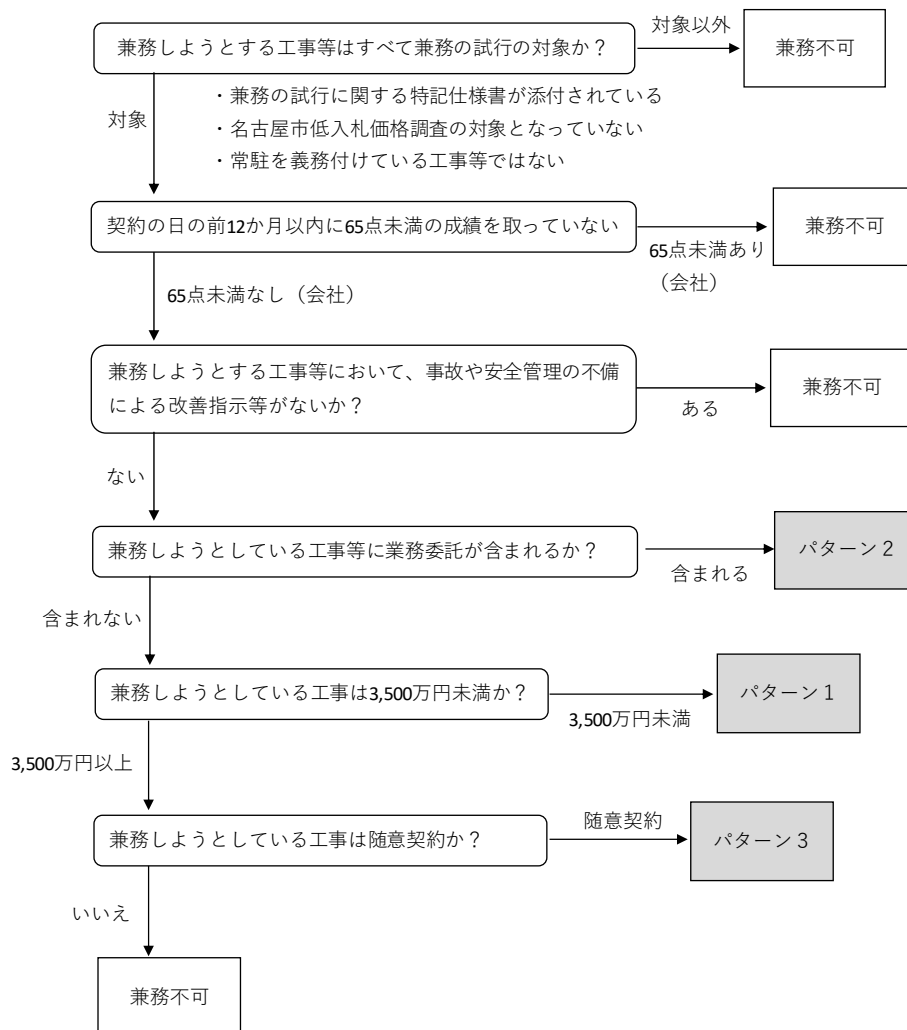 兼務しようとする工事等はすべて兼務の試行の対象か？
対象以外
兼務不可
対象
・兼務の試行に関する特記仕様書が添付されている
・名古屋市低入札価格調査の対象となっていない
・常駐を義務付けている工事等ではない
契約の日の前12か月以内に65点未満の成績を取っていない
65点未満あり
（会社）
兼務不可
65点未満なし（会社）
兼務しようとする工事等において、事故や安全管理の不備
による改善指示等がないか？
ある
兼務不可
ない
兼務しようとしている工事等に業務委託が含まれるか？
含まれる
パターン２
含まれない
兼務しようとしている工事は3,500万円未満か？
3,500万円未満
パターン１
3,500万円以上
兼務しようとしている工事は随意契約か？
随意契約
パターン３
いいえ
兼務不可